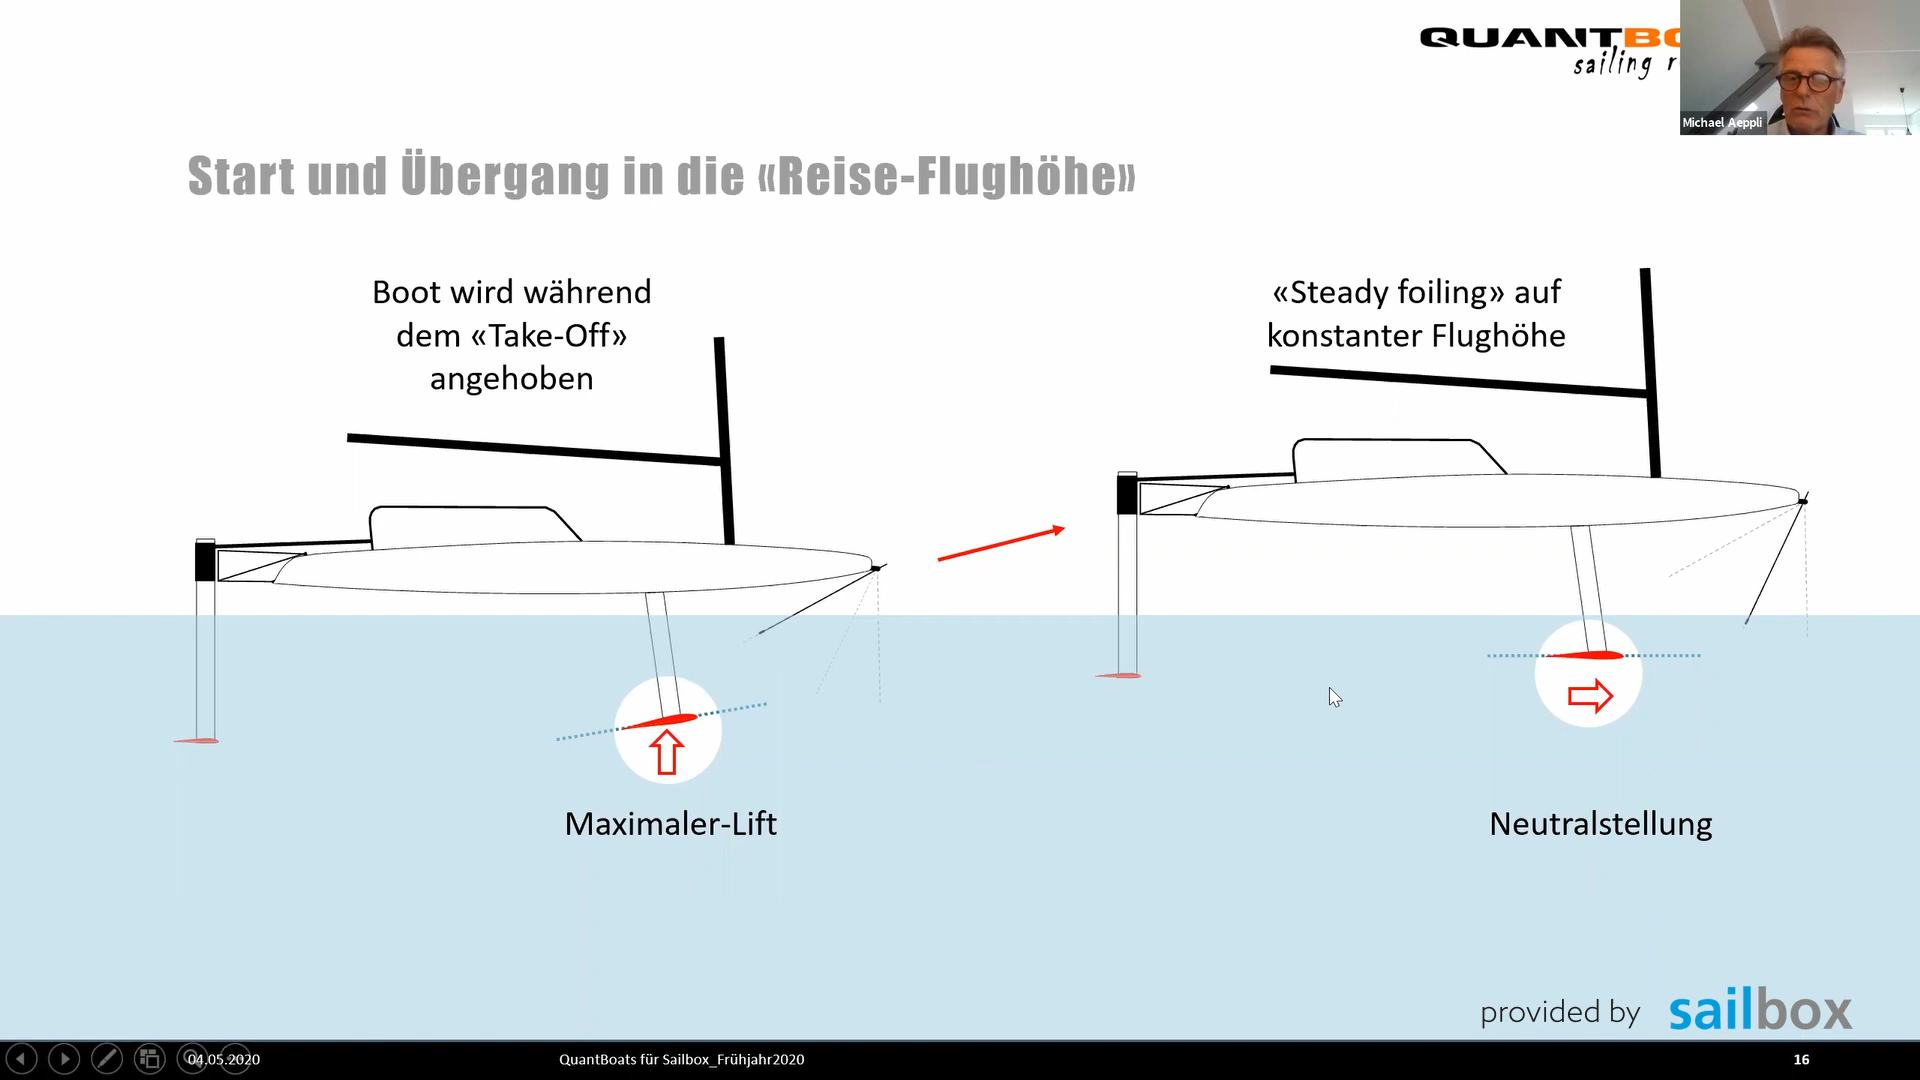 QUANTBO
sailing r
Michael Aeppli
Start und Übergang in die «Reise-Flughöhe»
Boot wird während
dem «Take-Off»
angehoben
«Steady foiling» auf
konstanter Flughöhe
Maximaler-Lift
Neutralstellung
provided by sailbox
04.05.2020
QuantBoats für Sailbox_Frühjahr2020
16